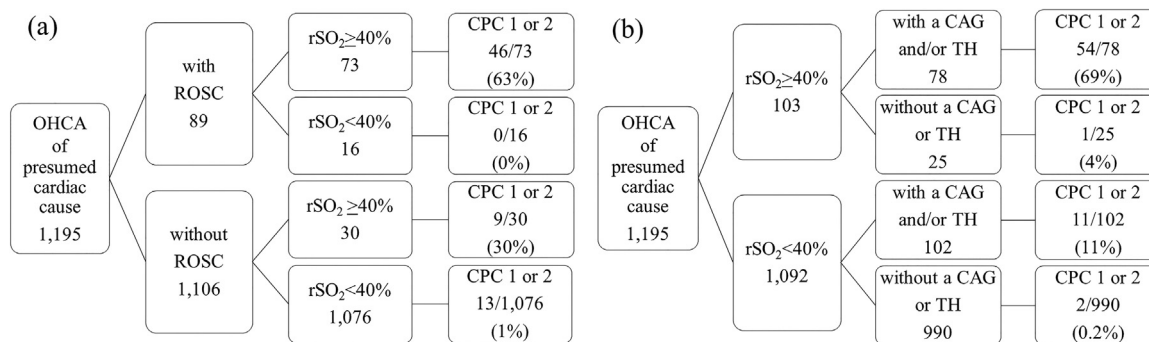 (a)
OHCA
of
presumed
cardiac
cause
1,195
with
ROSC
89
rSO₂≥40%
73
CPC 1 or 2
46/73
(63%)
rSO₂<40%
16
CPC 1 or 2
0/16
(0%)
without
ROSC
1,106
rSO₂ ≥40%
30
CPC 1 or 2
9/30
(30%)
rSO₂<40%
1,076
CPC 1 or 2
13/1,076
(1%)
(b)
OHCA
of
presumed
cardiac
cause
1,195
rSO₂≥40%
103
with a CAG
and/or TH
78
CPC 1 or 2
54/78
(69%)
without a CAG
or TH
25
CPC 1 or 2
1/25
(4%)
rSO₂<40%
1,092
with a CAG
and/or TH
102
CPC 1 or 2
11/102
(11%)
without a CAG
or TH
990
CPC 1 or 2
2/990
(0.2%)